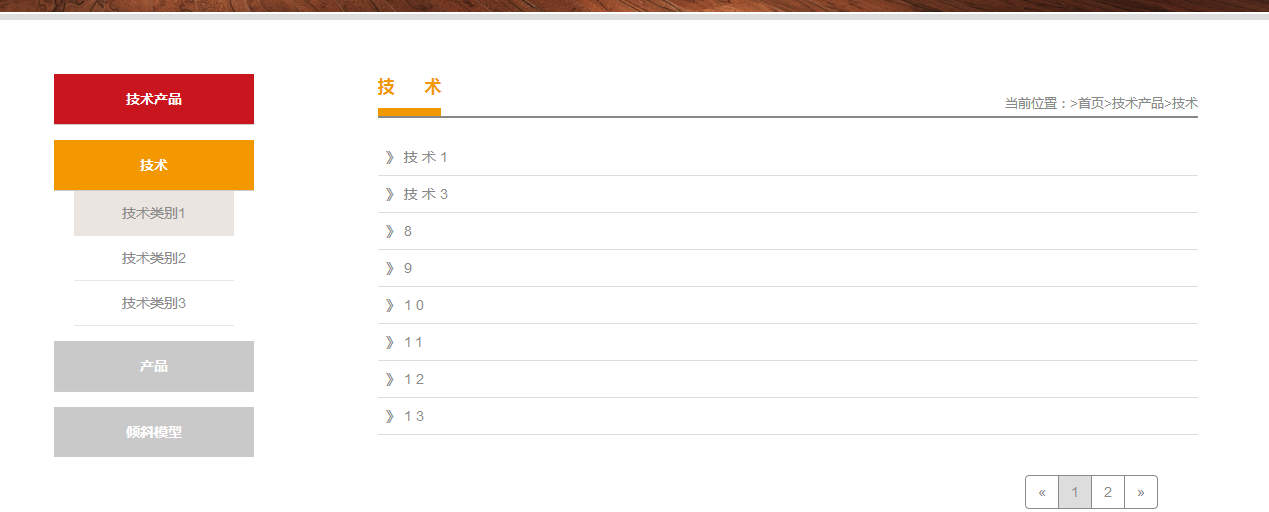 技术产品
技术
技术类别1
技术类别2
技术类别3
产品
倾斜模型
技 术
当前位置：>首页>技术产品>技术
》 技 术 1
》 技 术 3
》 8
》 9
》 1 0
》 1 1
》 1 2
》 1 3
« 1 2 »